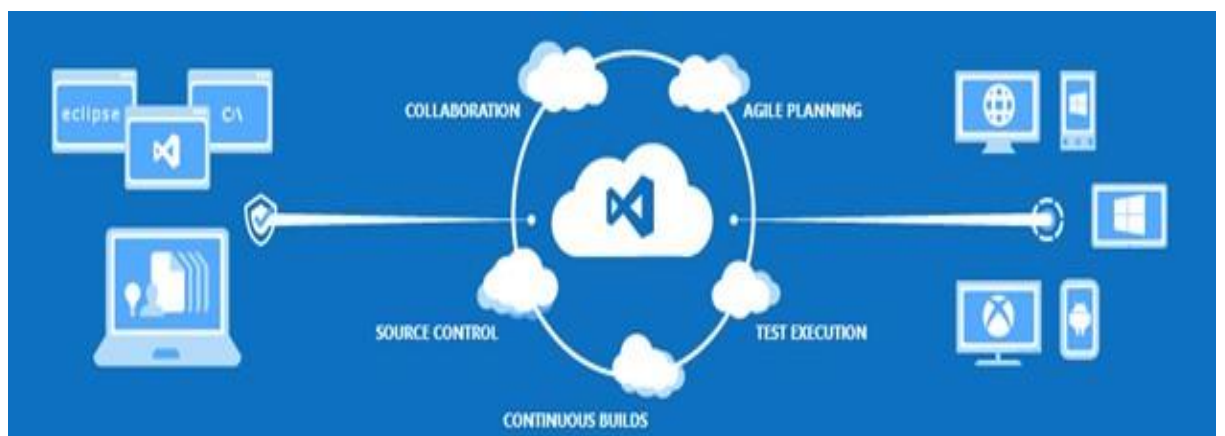 eclipse
C:\
COLLABORATION
AGILE PLANNING
SOURCE CONTROL
TEST EXECUTION
CONTINUOUS BUILDS